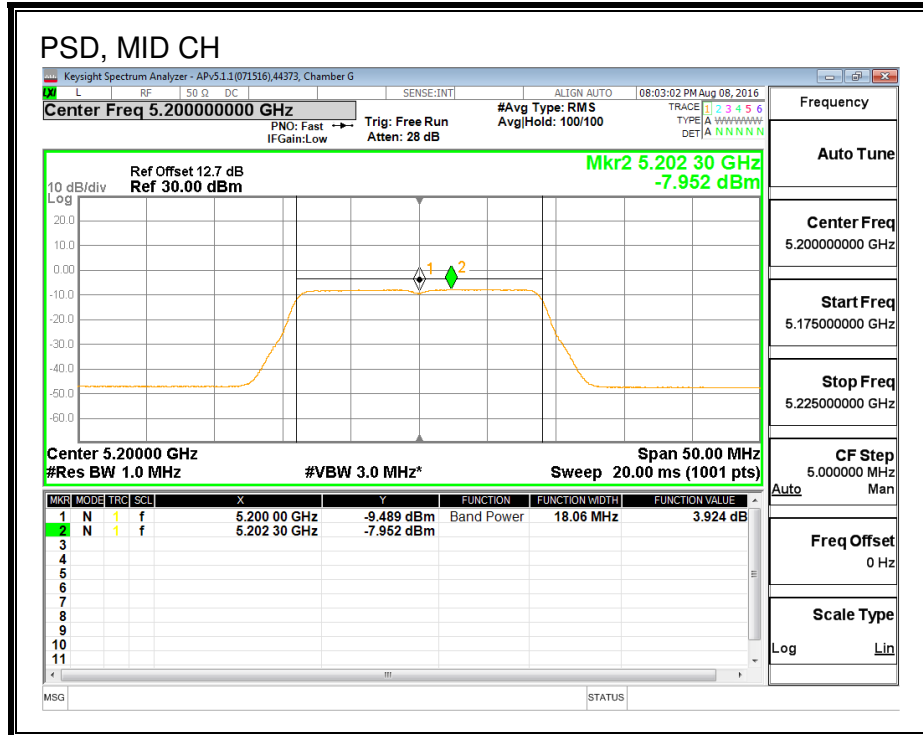 PSD, MID CH
Keysight Spectrum Analyzer - APv5.1.1(071516),44373, Chamber G
LXI L RF 50 Ω DC SENSE:INT ALIGN AUTO 08:03:02 PM Aug 08, 2016
Center Freq 5.200000000 GHz
PNO: Fast
IFGain:Low
Trig: Free Run
Atten: 28 dB
#Avg Type: RMS
Avg|Hold: 100/100
TRACE 1 2 3 4 5 6
TYPE A WWWWW
DET A N N N N N
Frequency
Auto Tune
Center Freq
5.200000000 GHz
Start Freq
5.175000000 GHz
Stop Freq
5.225000000 GHz
CF Step
5.000000 MHz
Auto Man
Freq Offset
0 Hz
Scale Type
Log Lin
Mkr2 5.202 30 GHz
-7.952 dBm
Ref Offset 12.7 dB
10 dB/div Ref 30.00 dBm
Log
20.0
10.0
0.00
-10.0
-20.0
-30.0
-40.0
-50.0
-60.0
1
2
Center 5.20000 GHz Span 50.00 MHz
#Res BW 1.0 MHz #VBW 3.0 MHz* Sweep 20.00 ms (1001 pts)
MKR MODE TRC SCL X Y FUNCTION FUNCTION WIDTH FUNCTION VALUE
1 N 1 f 5.200 00 GHz -9.489 dBm Band Power 18.06 MHz 3.924 dB
2 N 1 f 5.202 30 GHz -7.952 dBm
3
4
5
6
7
8
9
10
11
MSG STATUS